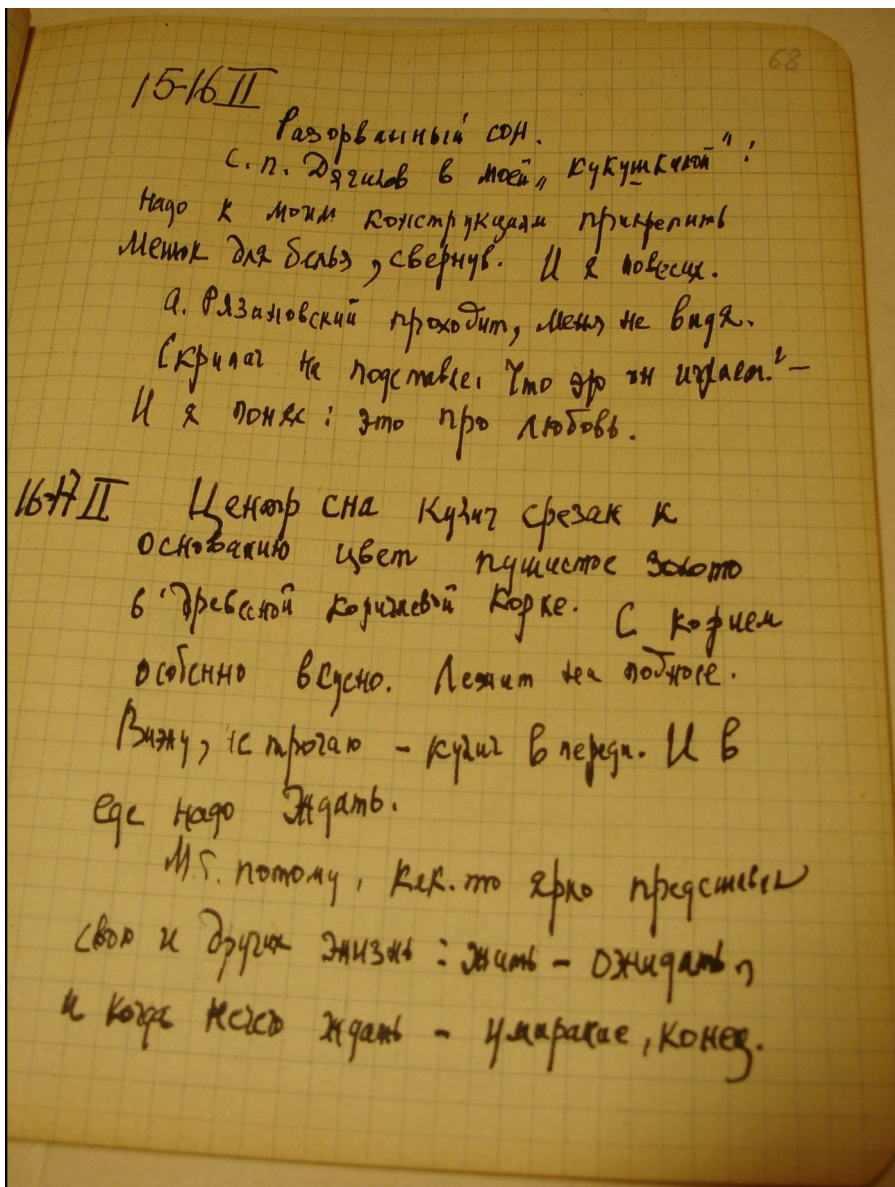 68
15-16 II
Разорванный сон.
С. П. Дягилев в моей „кукушкиной":
надо к моим конструкциям прикрепить
мешок для белья, свернув. И я повесил.
А. Рязановский проходит, меня не видя.
Скрипач на подставке. Что это он играет? –
И я понял: это про любовь.
16-17 II Центр сна кулич срезан к
основанию цвет пушистое золото
в древесной коричневой корке. С корнем
особенно вкусно. Лежит на подносе.
Вижу, не трогаю – кулич впереди. И в
еде надо ждать.
М.б. потому, как-то ярко представил
свою и других жизнь: жить – ожидать,
и когда нечего ждать – умирание, конец.